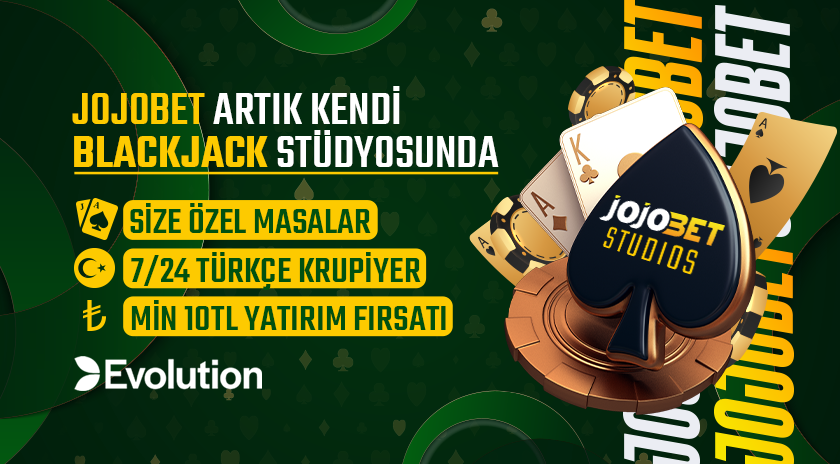 JOJOBET ARTIK KENDİ
BLACKJACK STÜDYOSUNDA
J A
SİZE ÖZEL MASALAR
7/24 TÜRKÇE KRUPİYER
₺ MİN 10TL YATIRIM FIRSATI
Evolution
A
A
K
JOJOBET
STUDIOS
A
JOJOBET
JOJOBET